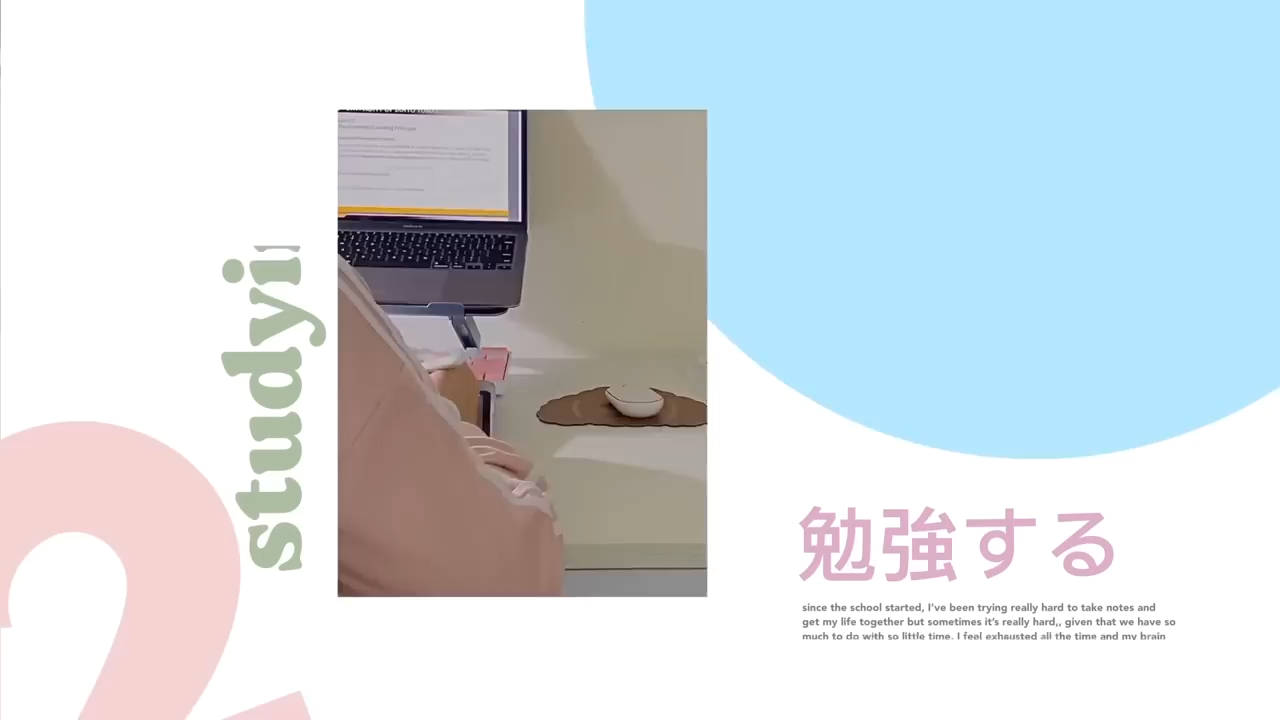 2
studyi
勉強する
since the school started, I've been trying really hard to take notes and
get my life together but sometimes it's really hard,, given that we have so
much to do with so little time. I feel exhausted all the time and my brain